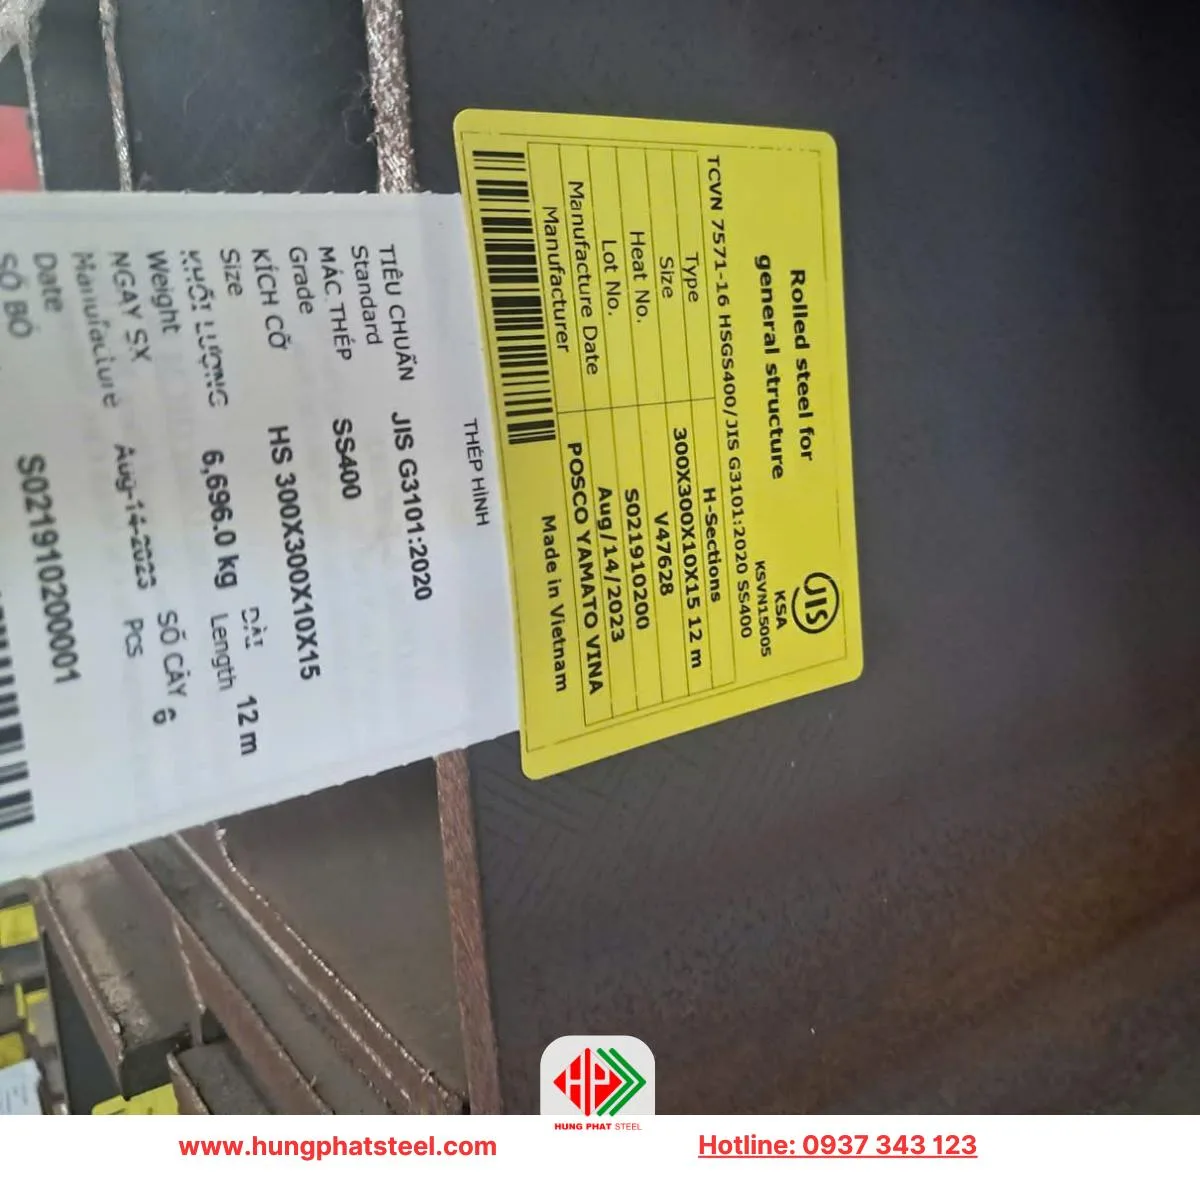 Rolled steel for
general structure
JIS
KSA
KSVN15005
TCVN 7571-16 HSGS400/JIS G3101:2020 SS400
Type H-Sections
Size 300X300X10X15 12 m
Heat No. V47628
Lot No. S021910200
Manufacture Date Aug/14/2023
Manufacturer POSCO YAMATO VINA
Made in Vietnam
THÉP HÌNH
TIÊU CHUẨN
Standard JIS G3101:2020
MÁC THÉP
Grade SS400
KÍCH CỠ
Size HS 300X300X10X15
KHỐI LƯỢNG DÀI
Weight 6,696.0 kg Length 12 m
NGÀY SX SỐ CÂY
Manufacture Aug-14-2023 Pcs 6
Date
SỐ BÓ S02191020000​1
HUNG PHAT STEEL
www.hungphatsteel.com
Hotline: 0937 343 123